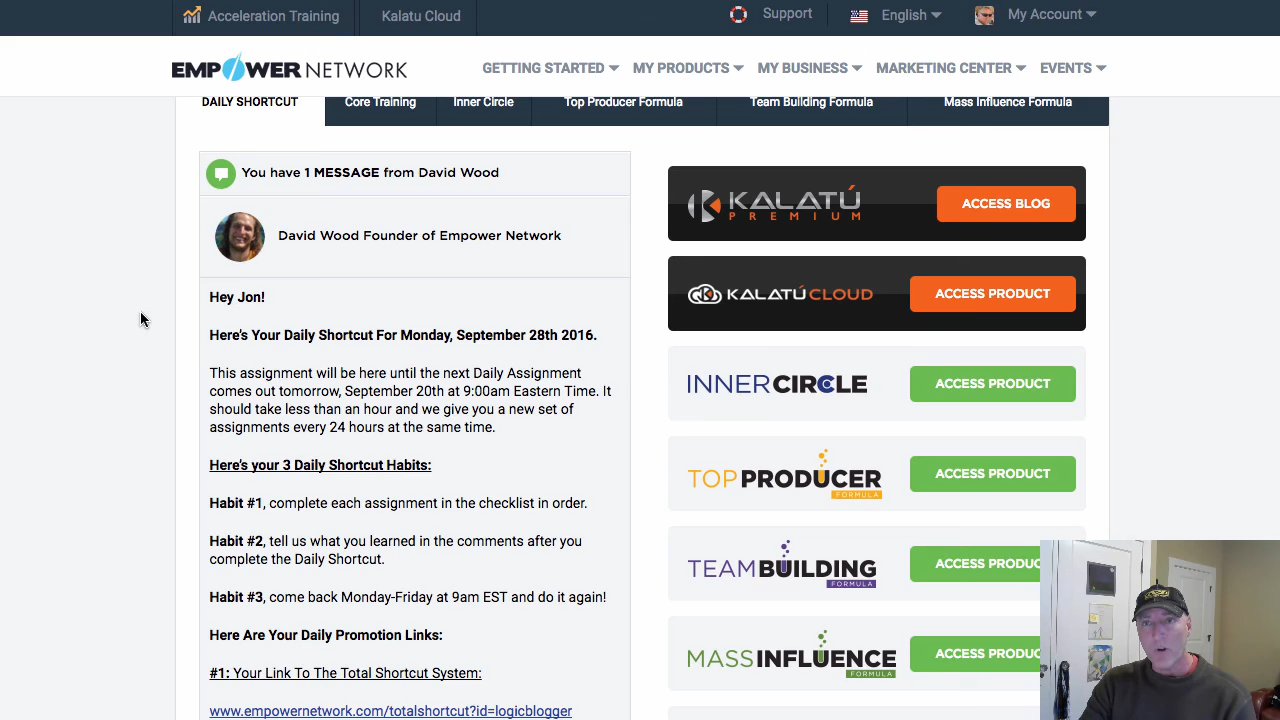 Acceleration Training
Kalatu Cloud
Support
English
My Account
EMPOWER NETWORK
GETTING STARTED
MY PRODUCTS
MY BUSINESS
MARKETING CENTER
EVENTS
DAILY SHORTCUT
Core Training
Inner Circle
Top Producer Formula
Team Building Formula
Mass Influence Formula
You have 1 MESSAGE from David Wood
David Wood Founder of Empower Network
Hey Jon!
Here's Your Daily Shortcut For Monday, September 28th 2016.
This assignment will be here until the next Daily Assignment
comes out tomorrow, September 20th at 9:00am Eastern Time. It
should take less than an hour and we give you a new set of
assignments every 24 hours at the same time.
Here's your 3 Daily Shortcut Habits:
Habit #1, complete each assignment in the checklist in order.
Habit #2, tell us what you learned in the comments after you
complete the Daily Shortcut.
Habit #3, come back Monday-Friday at 9am EST and do it again!
Here Are Your Daily Promotion Links:
#1: Your Link To The Total Shortcut System:
www.empowernetwork.com/totalshortcut?id=logicblogger
KALATÚ
PREMIUM
ACCESS BLOG
KALATÚCLOUD
ACCESS PRODUCT
INNERCIRCLE
ACCESS PRODUCT
TOPPRODUCER
FORMULA
ACCESS PRODUCT
TEAMBUILDING
FORMULA
ACCESS PRODUC
MASSINFLUENCE
FORMULA
ACCESS PRODUC